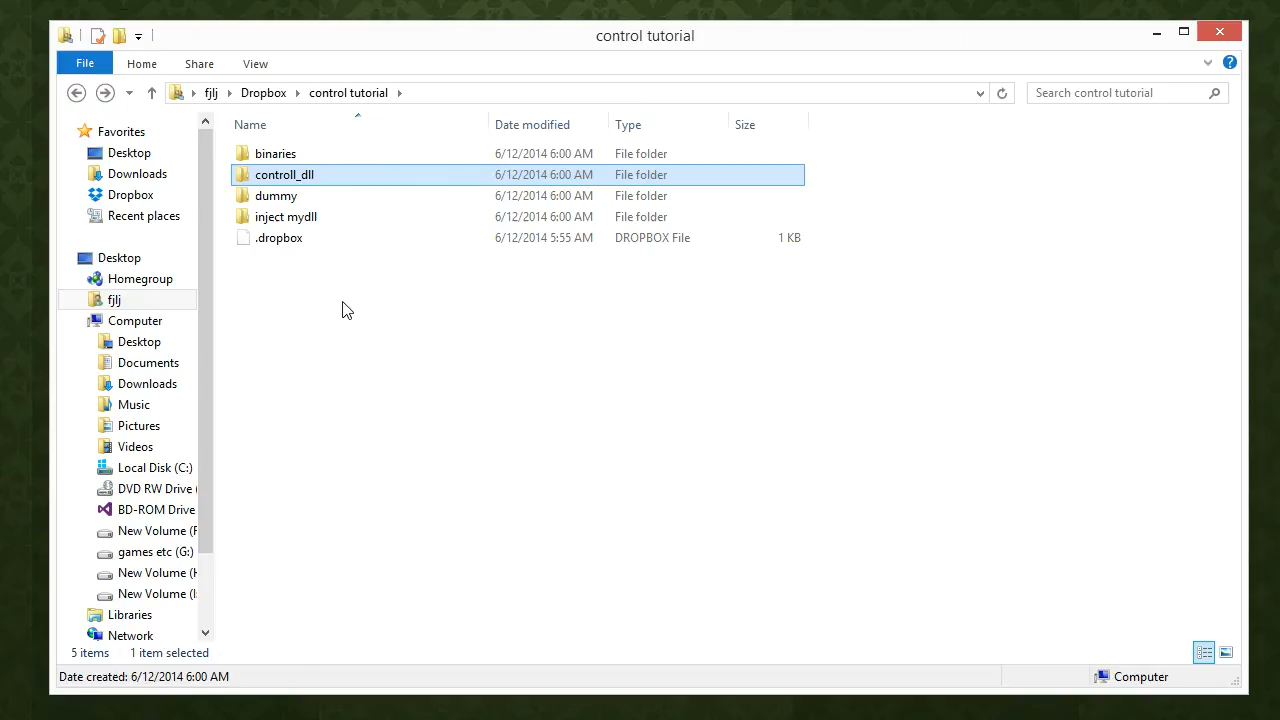 control tutorial
File Home Share View
fjlj Dropbox control tutorial Search control tutorial
Name Date modified Type Size
Favorites
Desktop
Downloads
Dropbox
Recent places
Desktop
Homegroup
fjlj
Computer
Desktop
Documents
Downloads
Music
Pictures
Videos
Local Disk (C:)
DVD RW Drive (
BD-ROM Drive
New Volume (F
games etc (G:)
New Volume (H
New Volume (I:
Libraries
Network
binaries 6/12/2014 6:00 AM File folder
controll_dll 6/12/2014 6:00 AM File folder
dummy 6/12/2014 6:00 AM File folder
inject mydll 6/12/2014 6:00 AM File folder
.dropbox 6/12/2014 5:55 AM DROPBOX File 1 KB
5 items 1 item selected
Date created: 6/12/2014 6:00 AM Computer